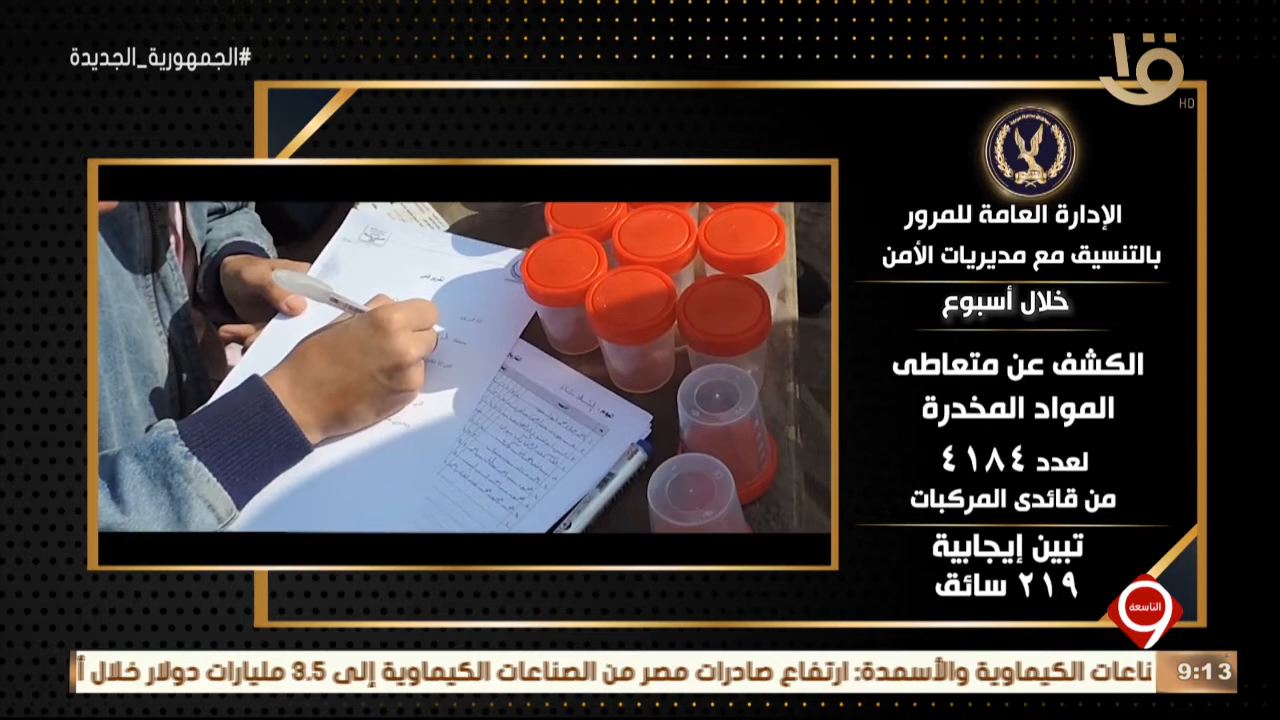 #الجمهورية_الجديدة
HD
الإدارة العامة للمرور
بالتنسيق مع مديريات الأمن
خلال أسبوع
الكشف عن متعاطى
المواد المخدرة
لعدد ٤١٨٤
من قائدى المركبات
تبين إيجابية
٢١٩ سائق
التاسعة
9
ناعات الكيماوية والأسمدة: ارتفاع صادرات مصر من الصناعات الكيماوية إلى 3.5 مليارات دولار خلال أ
9:13